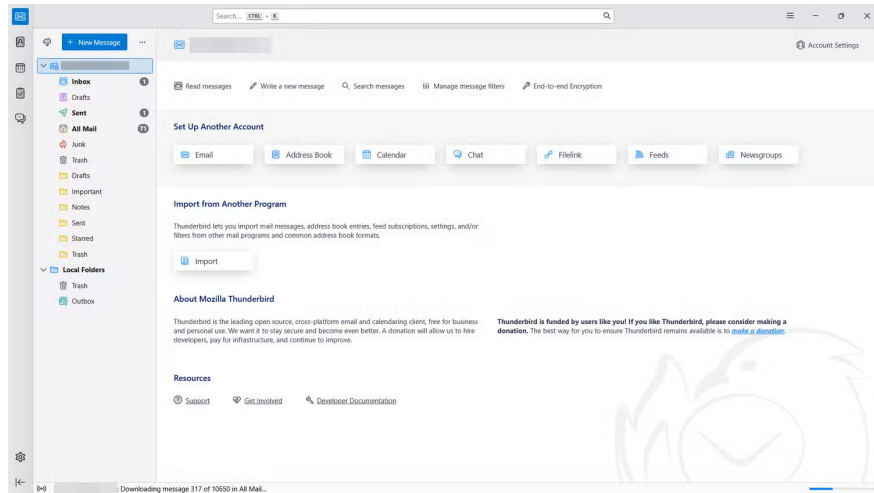 Search... CTRL + K
+ New Message ...
Account Settings
Inbox 1
Drafts
Sent 1
All Mail 71
Junk
Trash
Drafts
Important
Notes
Sent
Starred
Trash
Local Folders
Trash
Outbox
Read messages Write a new message Search messages Manage message filters End-to-end Encryption
Set Up Another Account
Email Address Book Calendar Chat Filelink Feeds Newsgroups
Import from Another Program
Thunderbird lets you import mail messages, address book entries, feed subscriptions, settings, and/or
filters from other mail programs and common address book formats.
Import
About Mozilla Thunderbird
Thunderbird is the leading open source, cross-platform email and calendaring client, free for business
and personal use. We want it to stay secure and become even better. A donation will allow us to hire
developers, pay for infrastructure, and continue to improve.
Thunderbird is funded by users like you! If you like Thunderbird, please consider making a
donation. The best way for you to ensure Thunderbird remains available is to make a donation.
Resources
Support Get Involved Developer Documentation
: Downloading message 317 of 10650 in All Mail...